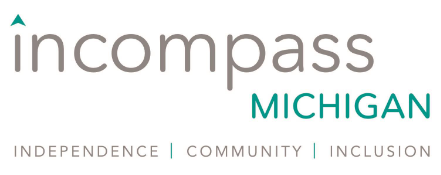 incompass
MICHIGAN
INDEPENDENCE | COMMUNITY | INCLUSION